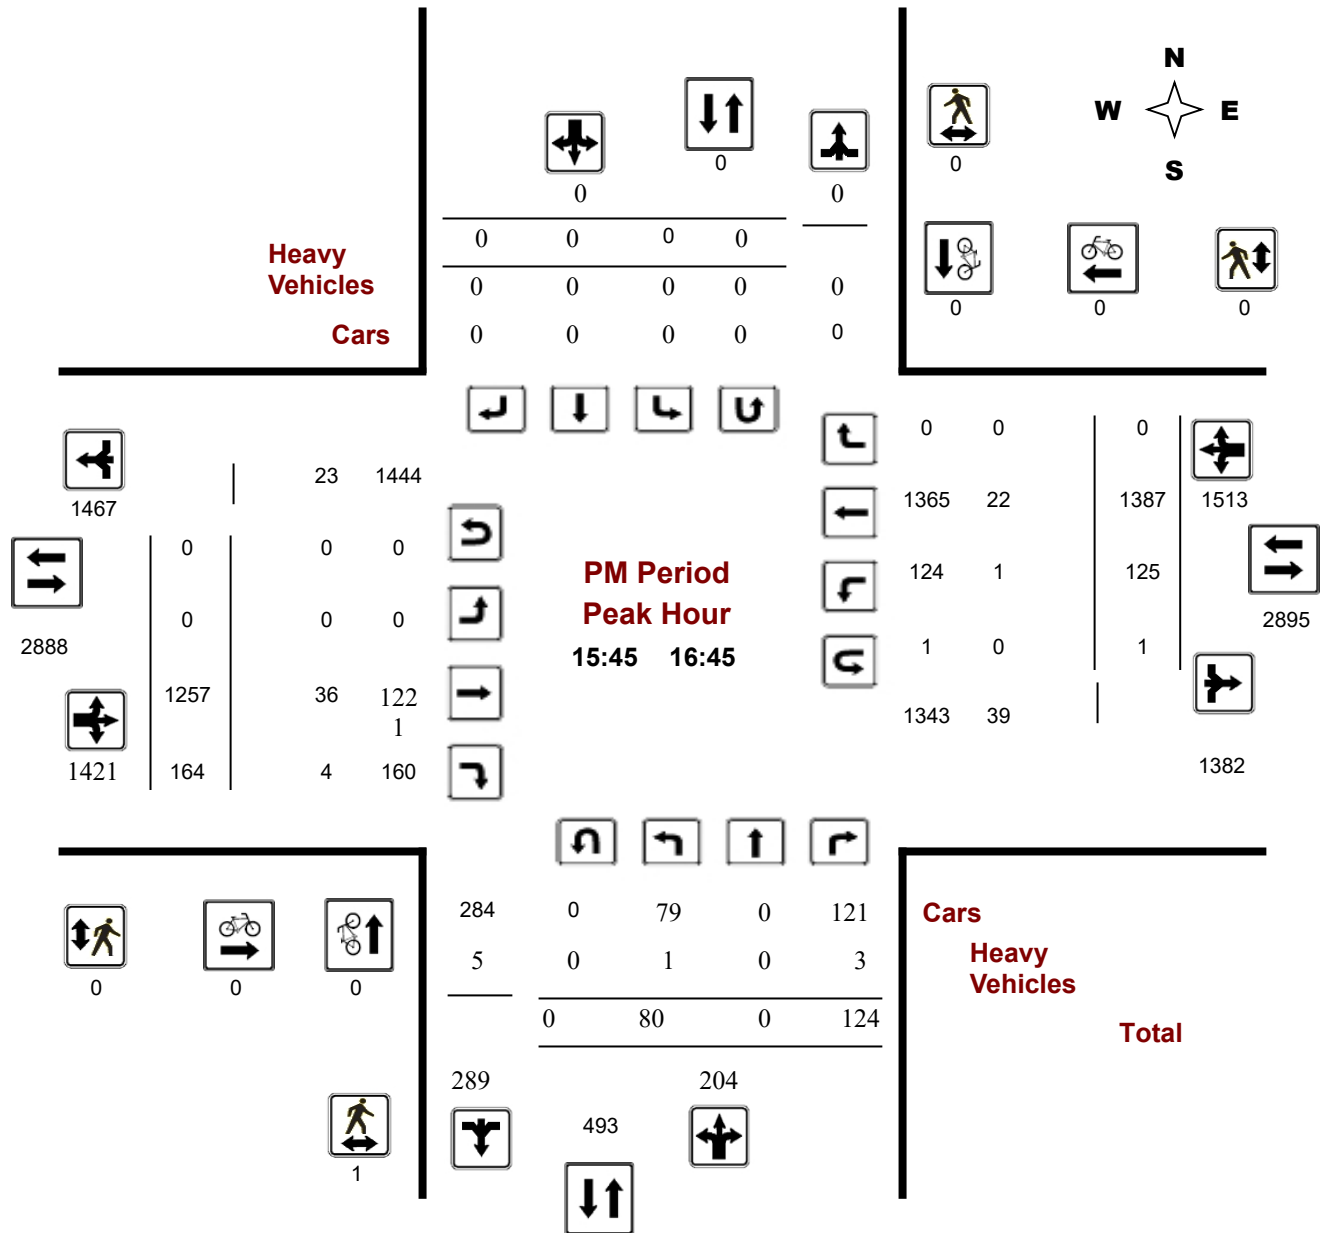 N
W E
S
0
0
0
0 0
0 0 0 0
Heavy
Vehicles
0 0 0 0 0
0 0 0
Cars
0 0 0 0 0
0 0 0
23 1444
1467
1365 22 1387 1513
0 0 0
PM Period
124 1 125
Peak Hour
2895
0 0 0
2888
15:45 16:45
1 0 1
1257 36 122
1
1343 39
1421 164 4 160
1382
284 0 79 0 121
Cars
5 0 1 0 3
Heavy
Vehicles
0 0 0
0 80 0 124
Total
289 204
493
1